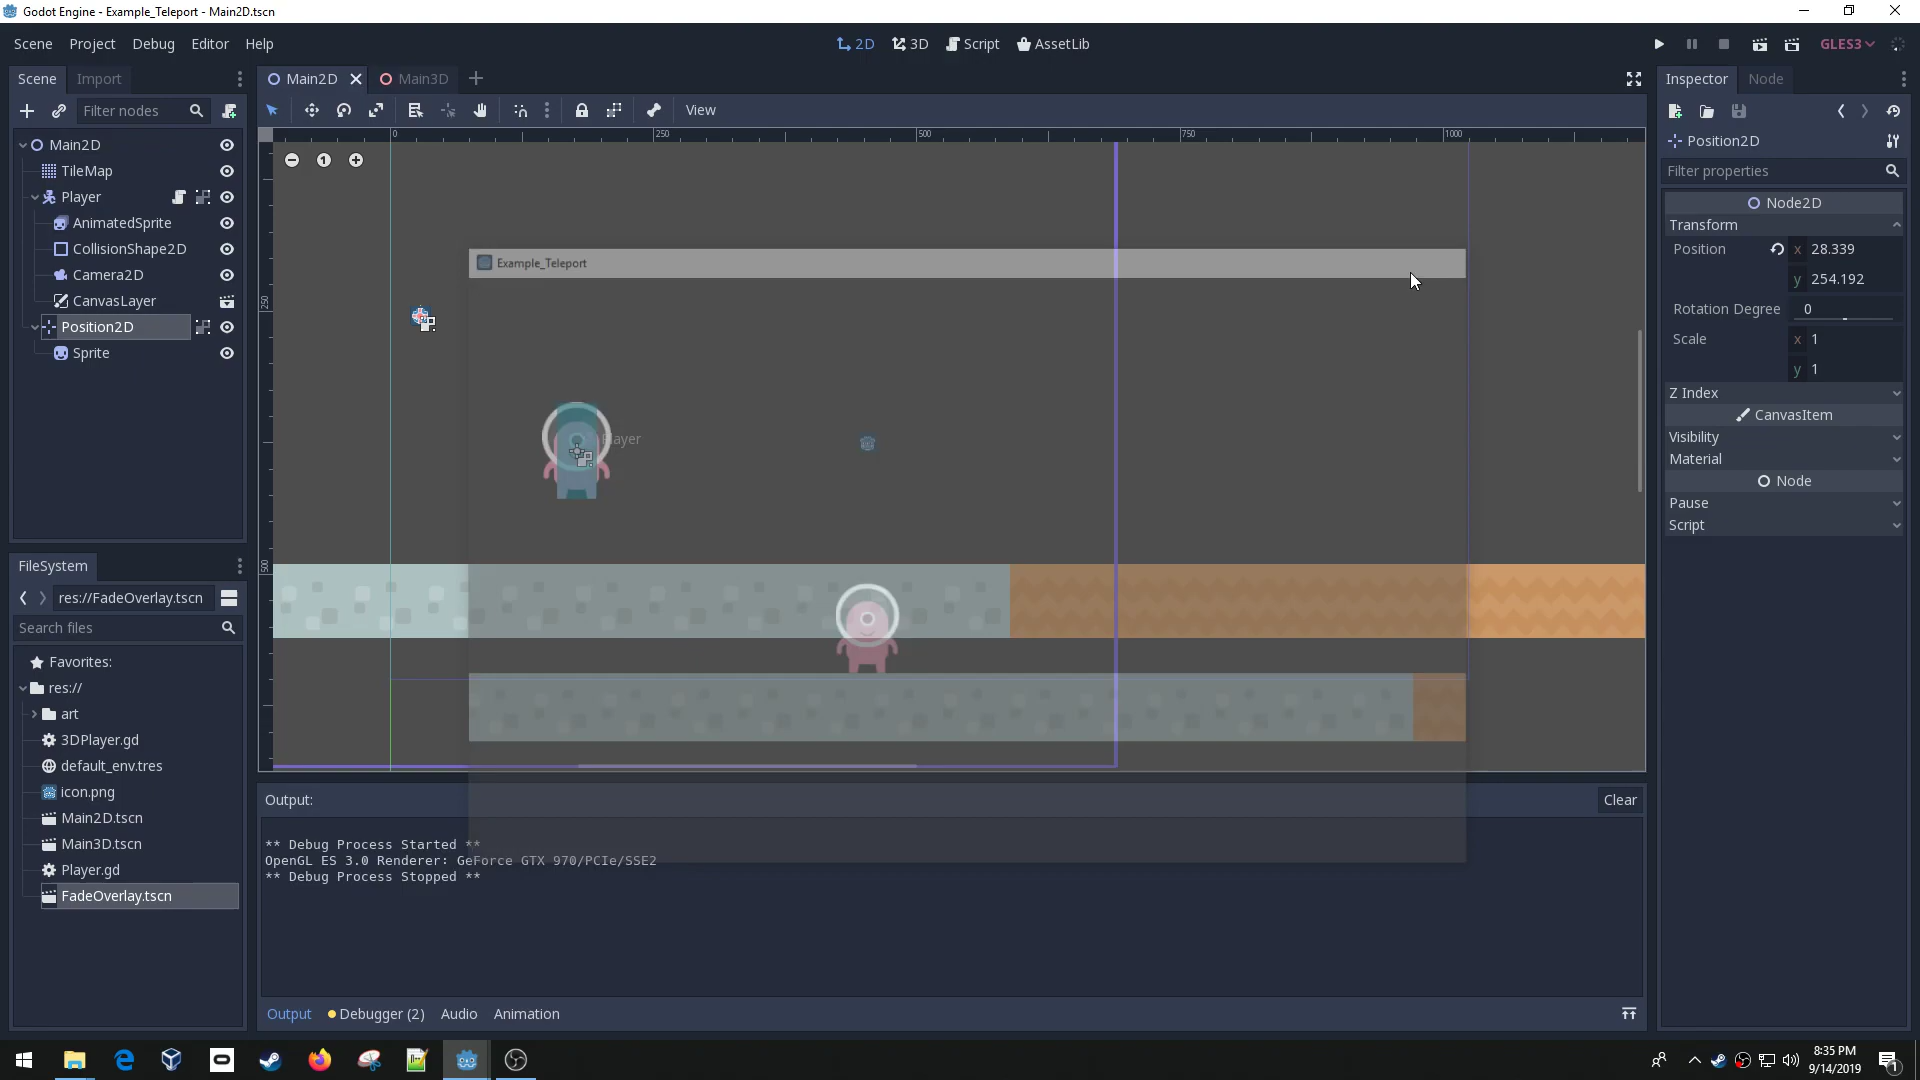 Godot Engine - Example_Teleport - Main2D.tscn
Scene Project Debug Editor Help
2D 3D Script AssetLib
GLES3
Scene Import
Main2D Main3D
Inspector Node
Filter nodes
View
Main2D
TileMap
Player
AnimatedSprite
CollisionShape2D
Camera2D
CanvasLayer
Position2D
Sprite
0 250 500 750 1000
250
500
1
Example_Teleport
Player
Position2D
Filter properties
Node2D
Transform
Position x 28.339
y 254.192
Rotation Degree 0
Scale x 1
y 1
Z Index
CanvasItem
Visibility
Material
Node
Pause
Script
FileSystem
res://FadeOverlay.tscn
Search files
Favorites:
res://
art
3DPlayer.gd
default_env.tres
icon.png
Main2D.tscn
Main3D.tscn
Player.gd
FadeOverlay.tscn
Output: Clear
** Debug Process Started **
OpenGL ES 3.0 Renderer: GeForce GTX 970/PCIe/SSE2
** Debug Process Stopped **
Output Debugger (2) Audio Animation
8:35 PM
9/14/2019
1